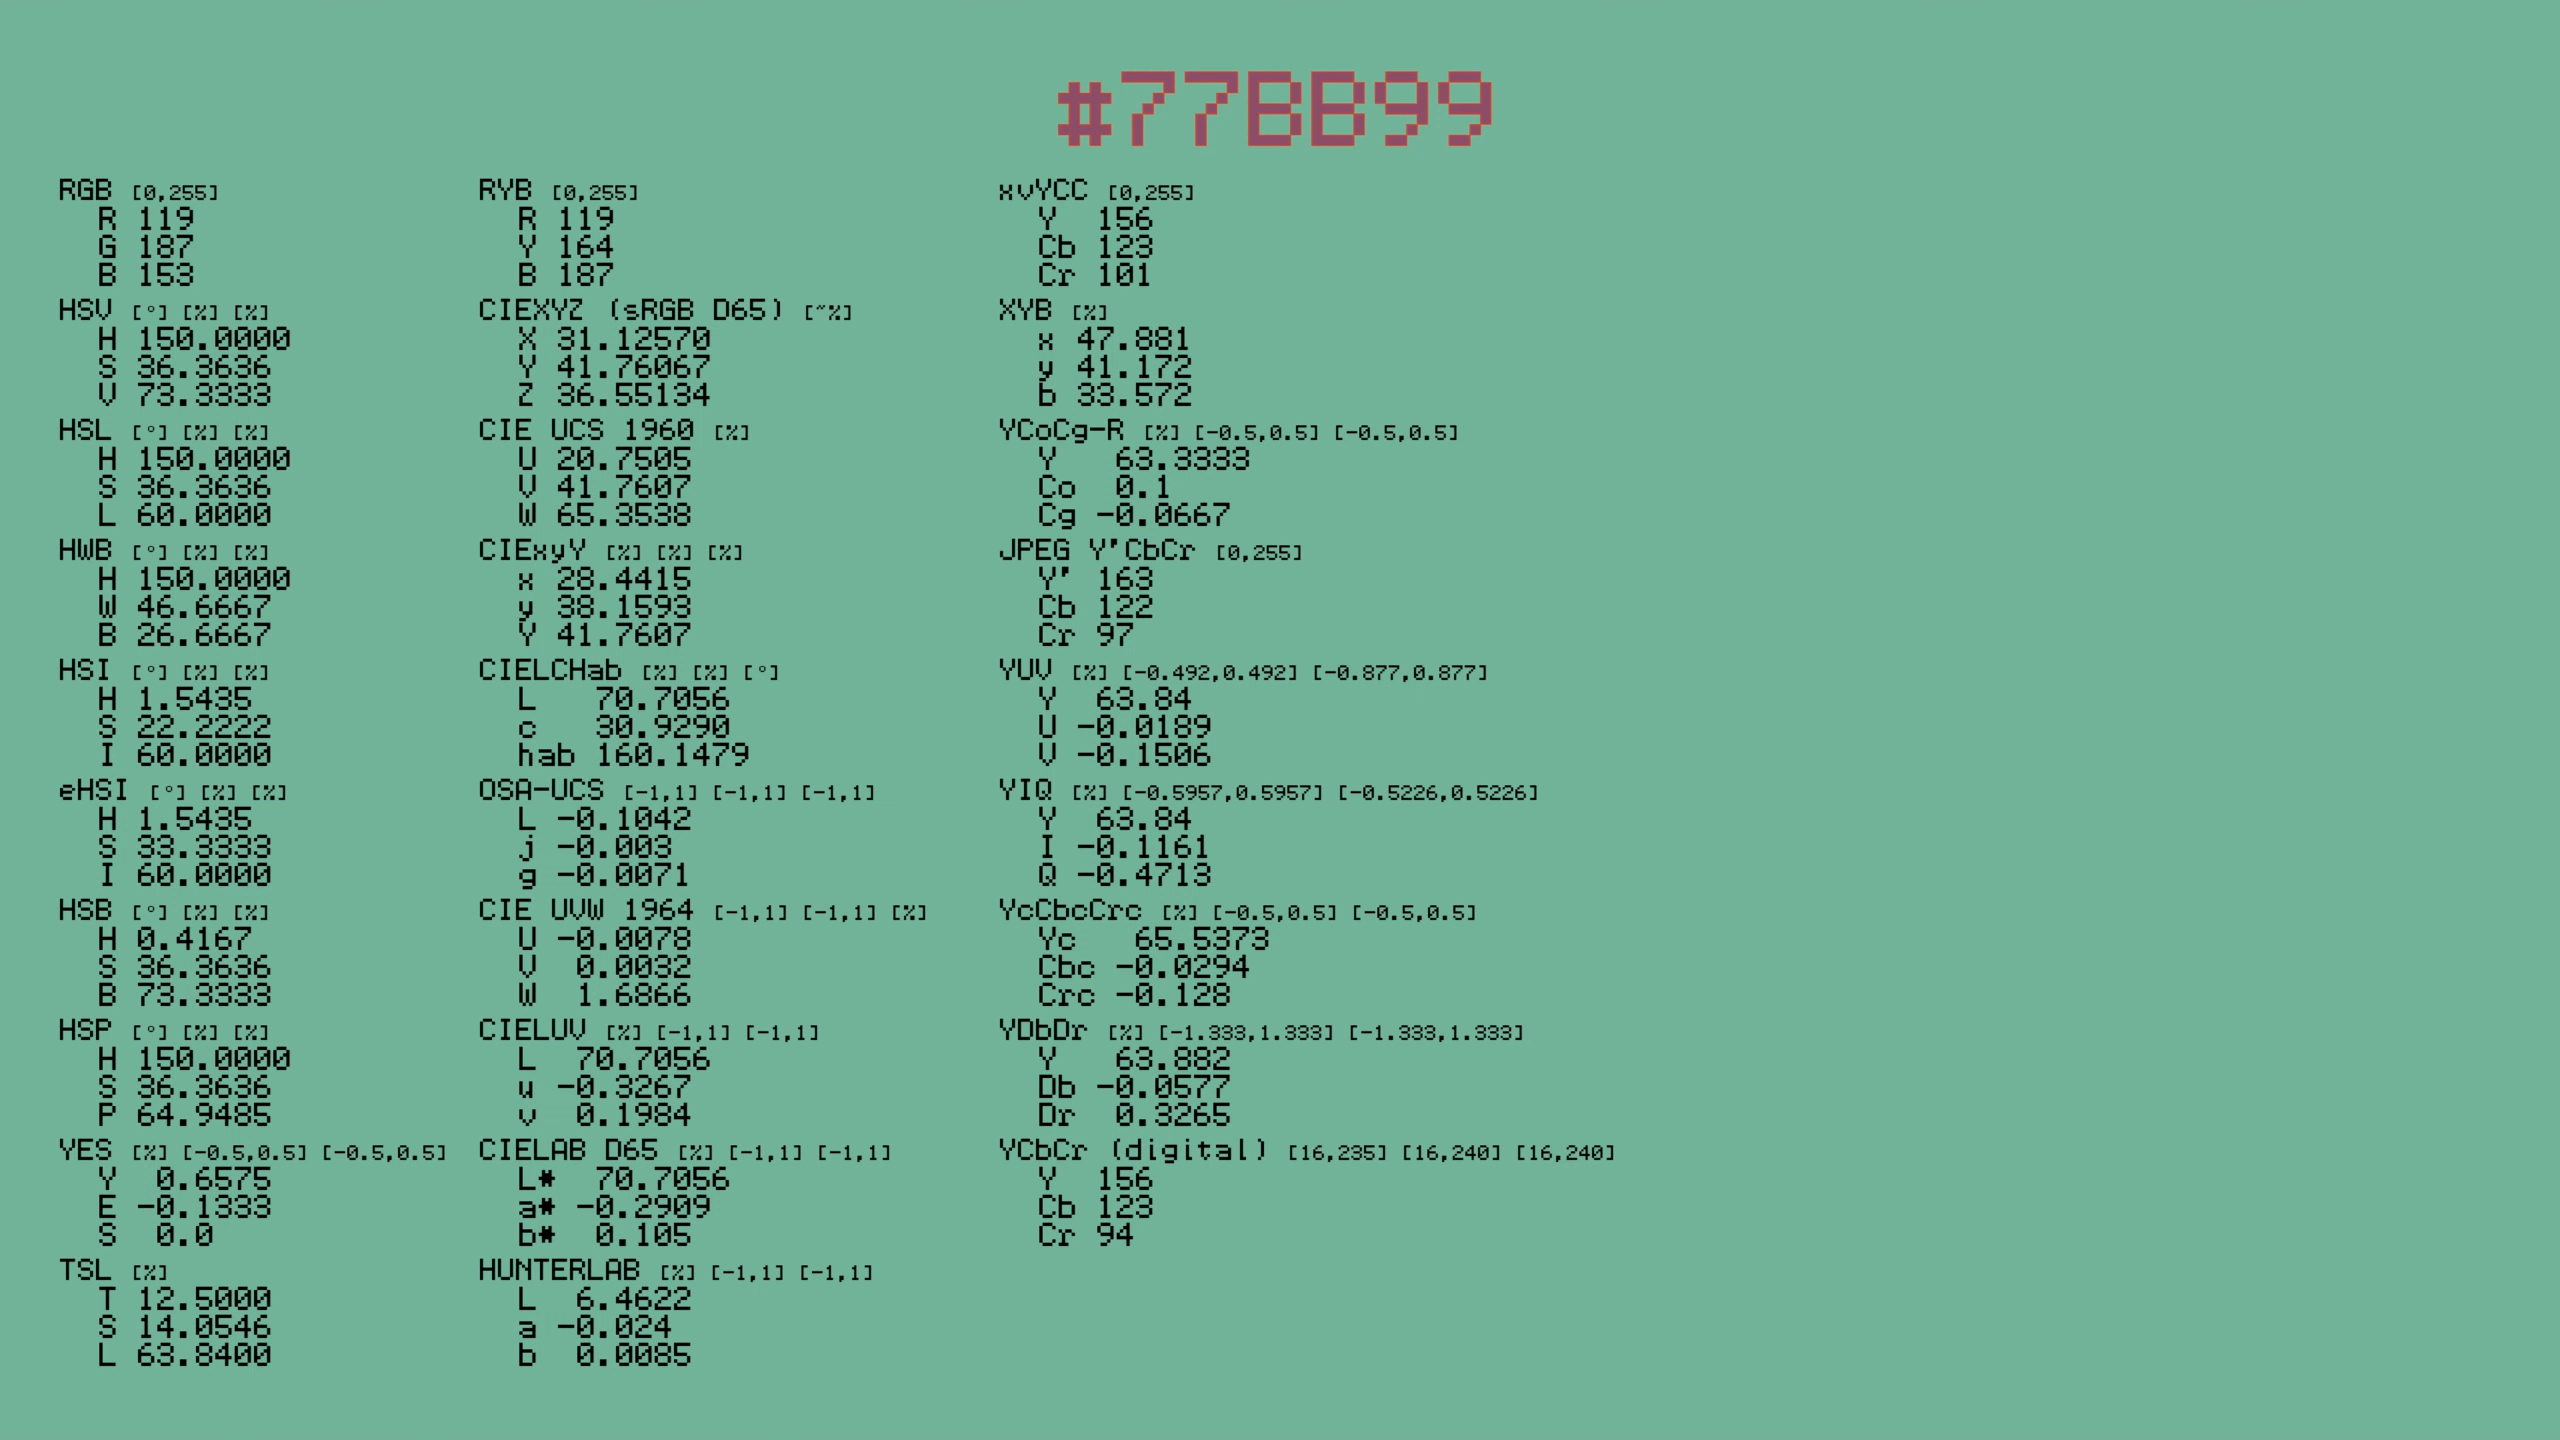 #77BB99
RGB [0,255]
R 119
G 187
B 153
HSV [°] [%] [%]
H 150.0000
S 36.3636
V 73.3333
HSL [°] [%] [%]
H 150.0000
S 36.3636
L 60.0000
HWB [°] [%] [%]
H 150.0000
W 46.6667
B 26.6667
HSI [°] [%] [%]
H 1.5435
S 22.2222
I 60.0000
eHSI [°] [%] [%]
H 1.5435
S 33.3333
I 60.0000
HSB [°] [%] [%]
H 0.4167
S 36.3636
B 73.3333
HSP [°] [%] [%]
H 150.0000
S 36.3636
P 64.9485
YES [%] [-0.5,0.5] [-0.5,0.5]
Y 0.6575
E -0.1333
S 0.0
TSL [%]
T 12.5000
S 14.0546
L 63.8400
RYB [0,255]
R 119
Y 164
B 187
CIEXYZ (sRGB D65) [~%]
X 31.12570
Y 41.76067
Z 36.55134
CIE UCS 1960 [%]
U 20.7505
V 41.7607
W 65.3538
CIExyY [%] [%] [%]
x 28.4415
y 38.1593
Y 41.7607
CIELCHab [%] [%] [°]
L 70.7056
c 30.9290
hab 160.1479
OSA-UCS [-1,1] [-1,1] [-1,1]
L -0.1042
j -0.003
g -0.0071
CIE UVW 1964 [-1,1] [-1,1] [%]
U -0.0078
V 0.0032
W 1.6866
CIELUV [%] [-1,1] [-1,1]
L 70.7056
u -0.3267
v 0.1984
CIELAB D65 [%] [-1,1] [-1,1]
L* 70.7056
a* -0.2909
b* 0.105
HUNTERLAB [%] [-1,1] [-1,1]
L 6.4622
a -0.024
b 0.0085
xvYCC [0,255]
Y 156
Cb 123
Cr 101
XYB [%]
x 47.881
y 41.172
b 33.572
YCoCg-R [%] [-0.5,0.5] [-0.5,0.5]
Y 63.3333
Co 0.1
Cg -0.0667
JPEG Y'CbCr [0,255]
Y' 163
Cb 122
Cr 97
YUV [%] [-0.492,0.492] [-0.877,0.877]
Y 63.84
U -0.0189
V -0.1506
YIQ [%] [-0.5957,0.5957] [-0.5226,0.5226]
Y 63.84
I -0.1161
Q -0.4713
YcCbcCrc [%] [-0.5,0.5] [-0.5,0.5]
Yc 65.5373
Cbc -0.0294
Crc -0.128
YDbDr [%] [-1.333,1.333] [-1.333,1.333]
Y 63.882
Db -0.0577
Dr 0.3265
YCbCr (digital) [16,235] [16,240] [16,240]
Y 156
Cb 123
Cr 94